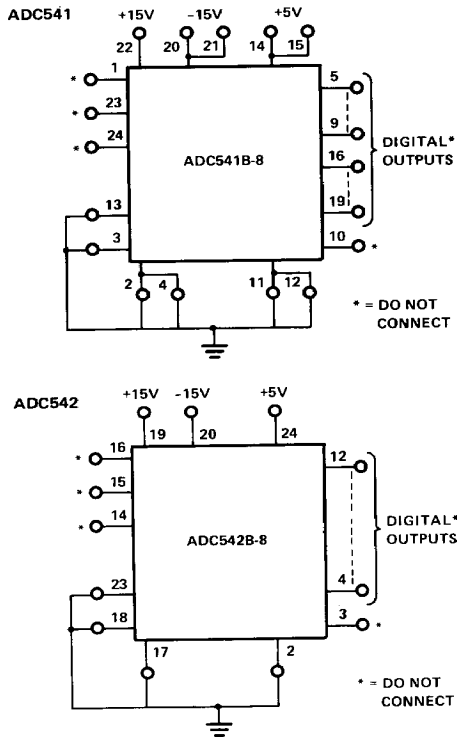 ADC541
+15V -15V +5V
22 20 21 14 15
* 1 5
* 23 9
* 24 ADC541B-8 16 DIGITAL*
OUTPUTS
13 19
3 10 *
2 4 11 12
* = DO NOT
CONNECT
ADC542
+15V -15V +5V
19 20 24
* 16 12
* 15
* 14 ADC542B-8 DIGITAL*
OUTPUTS
23 4
18 3 *
17 2
* = DO NOT
CONNECT